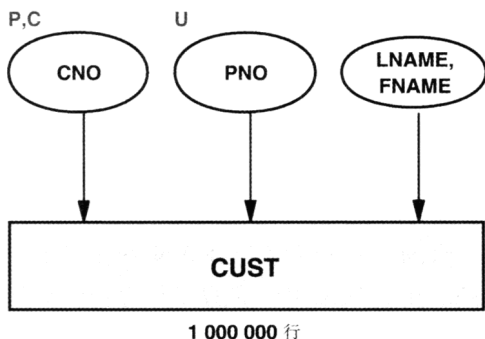 P,C
U
CNO
PNO
LNAME,
FNAME
CUST
1 000 000 行